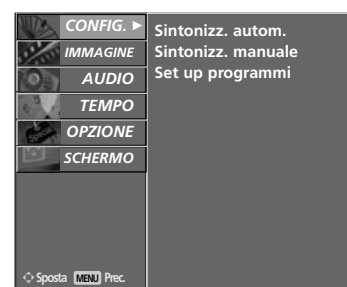 CONFIG. ►
IMMAGINE
AUDIO
TEMPO
OPZIONE
SCHERMO
Sintonizz. autom.
Sintonizz. manuale
Set up programmi
Sposta MENU Prec.